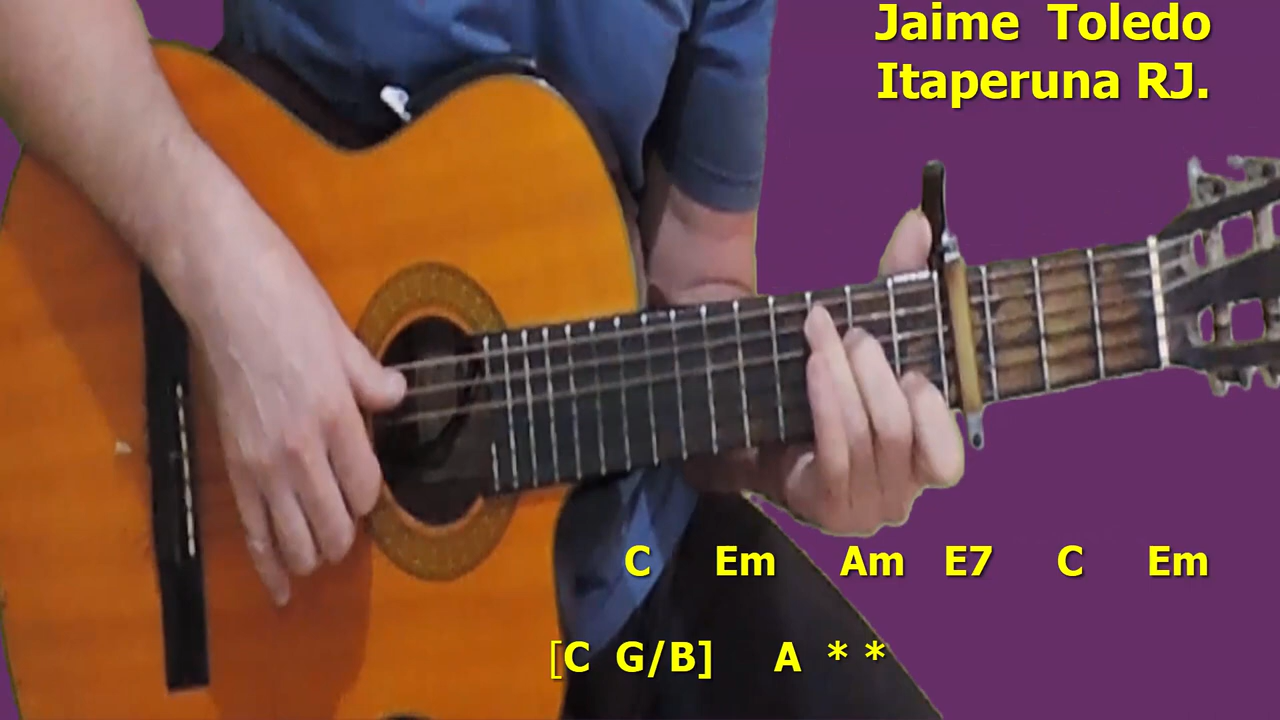 Jaime Toledo
Itaperuna RJ.
C Em Am E7 C Em
[C G/B] A * *